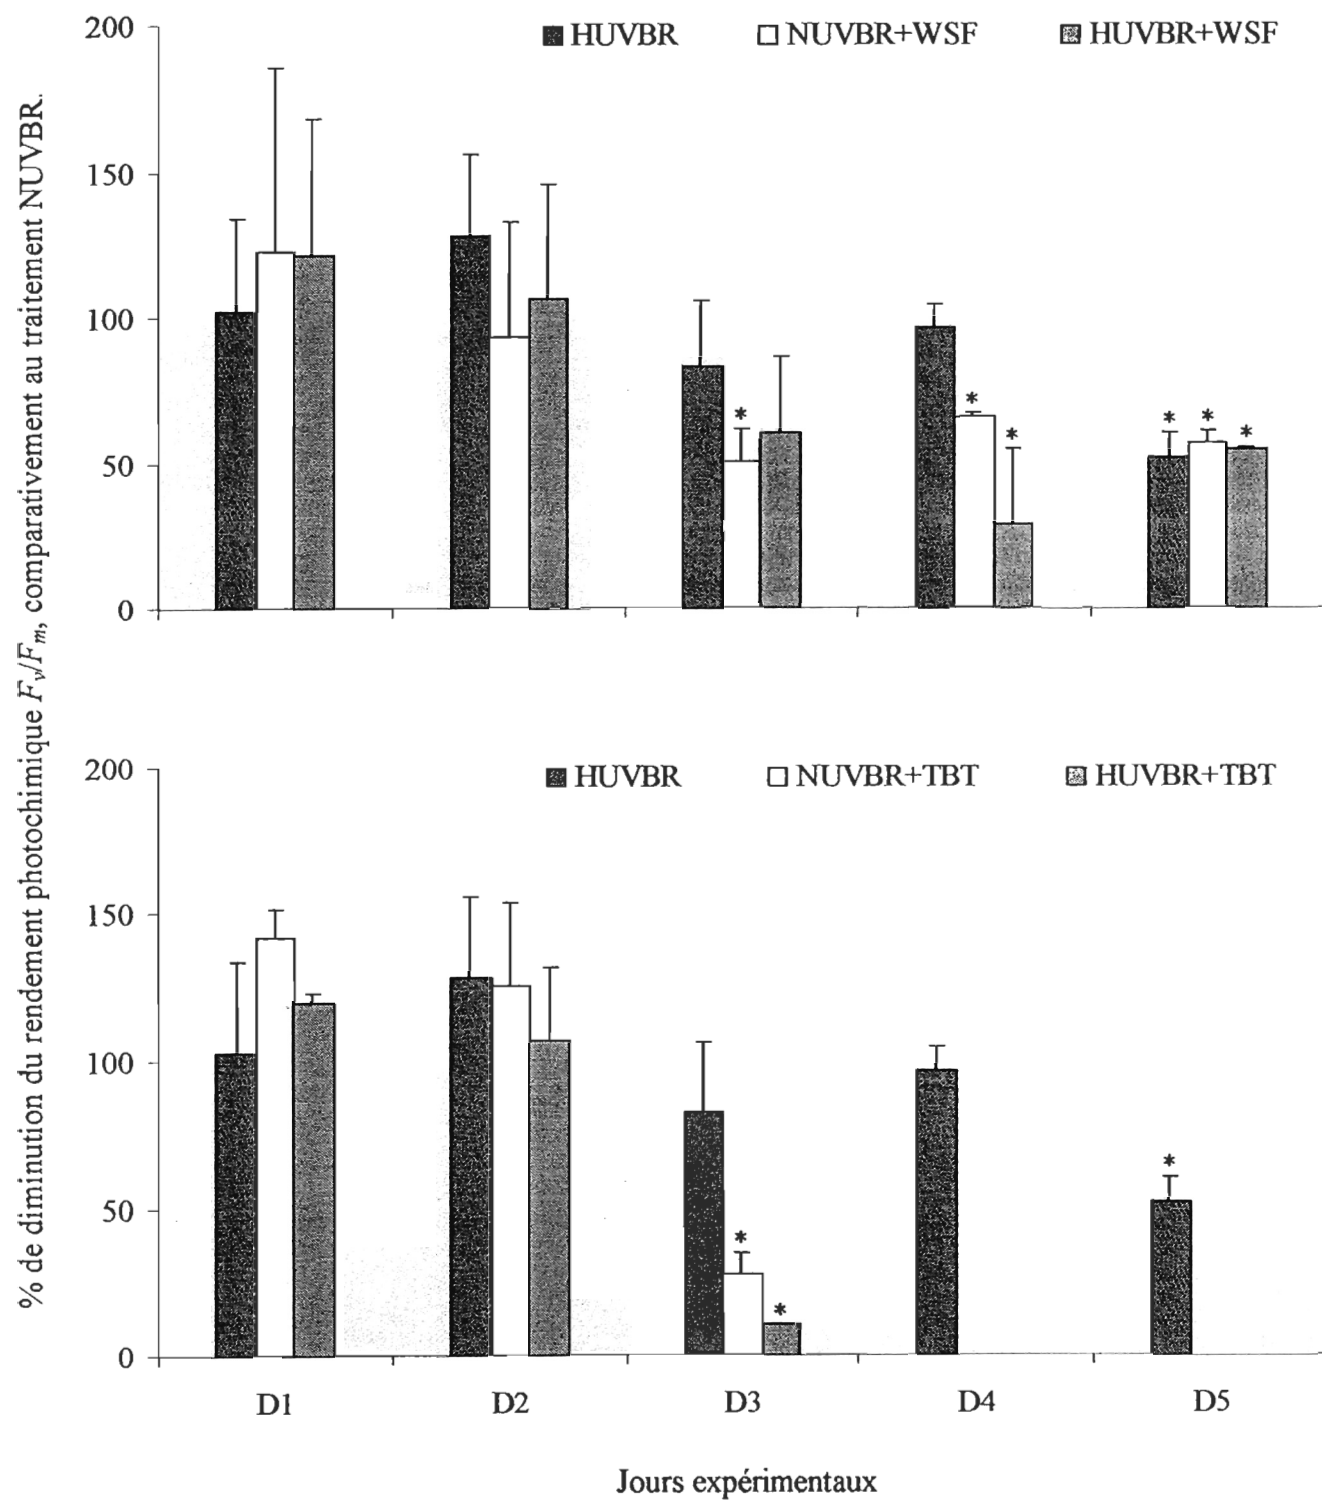 % de diminution du rendement photochimique Fv/Fm, comparativement au traitement NUVBR.
HUVBR NUVBR+WSF HUVBR+WSF
200
150
100
50
0
*
* *
* * *
HUVBR NUVBR+TBT HUVBR+TBT
200
150
100
50
0
* *
*
D1 D2 D3 D4 D5
Jours expérimentaux